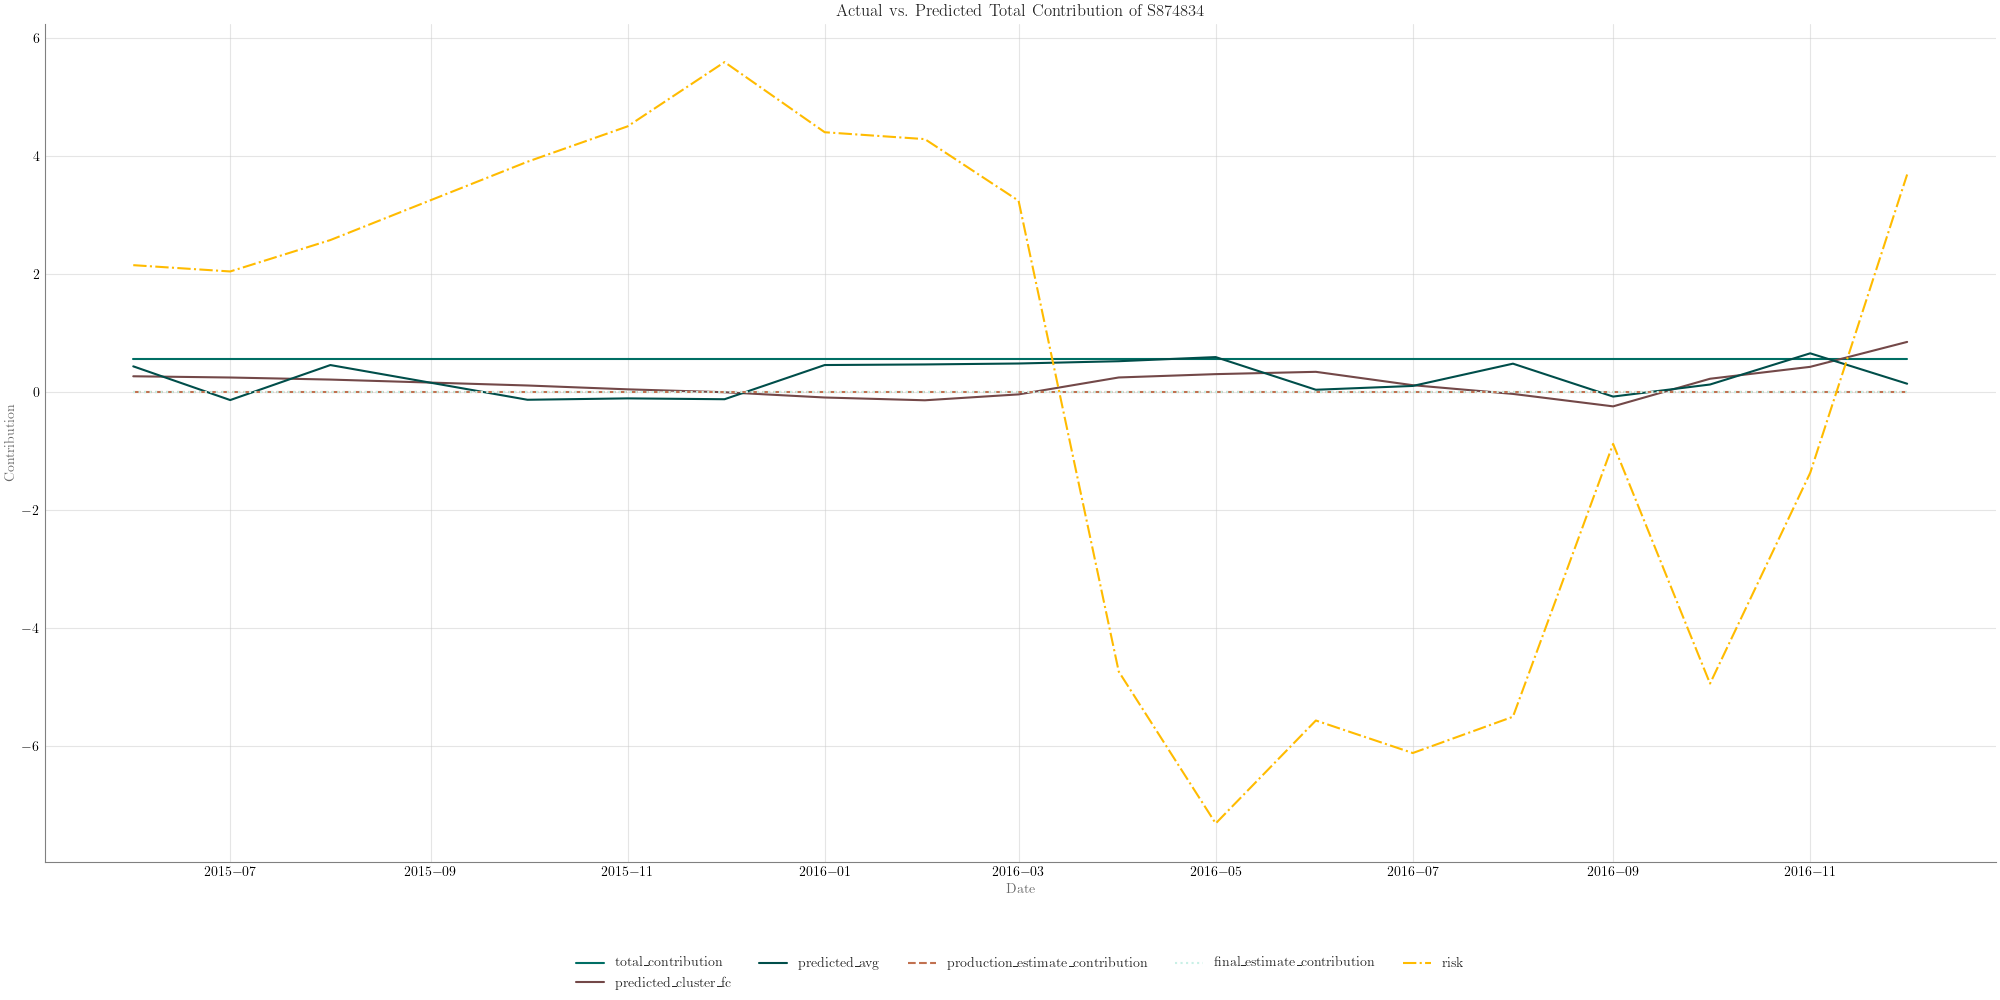 Actual vs. Predicted Total Contribution of S874834
6
4
2
0
−2
−4
−6
Contribution
2015−07 2015−09 2015−11 2016−01 2016−03 2016−05 2016−07 2016−09 2016−11
Date
total_contribution predicted_avg production_estimate_contribution final_estimate_contribution risk
predicted_cluster_fc